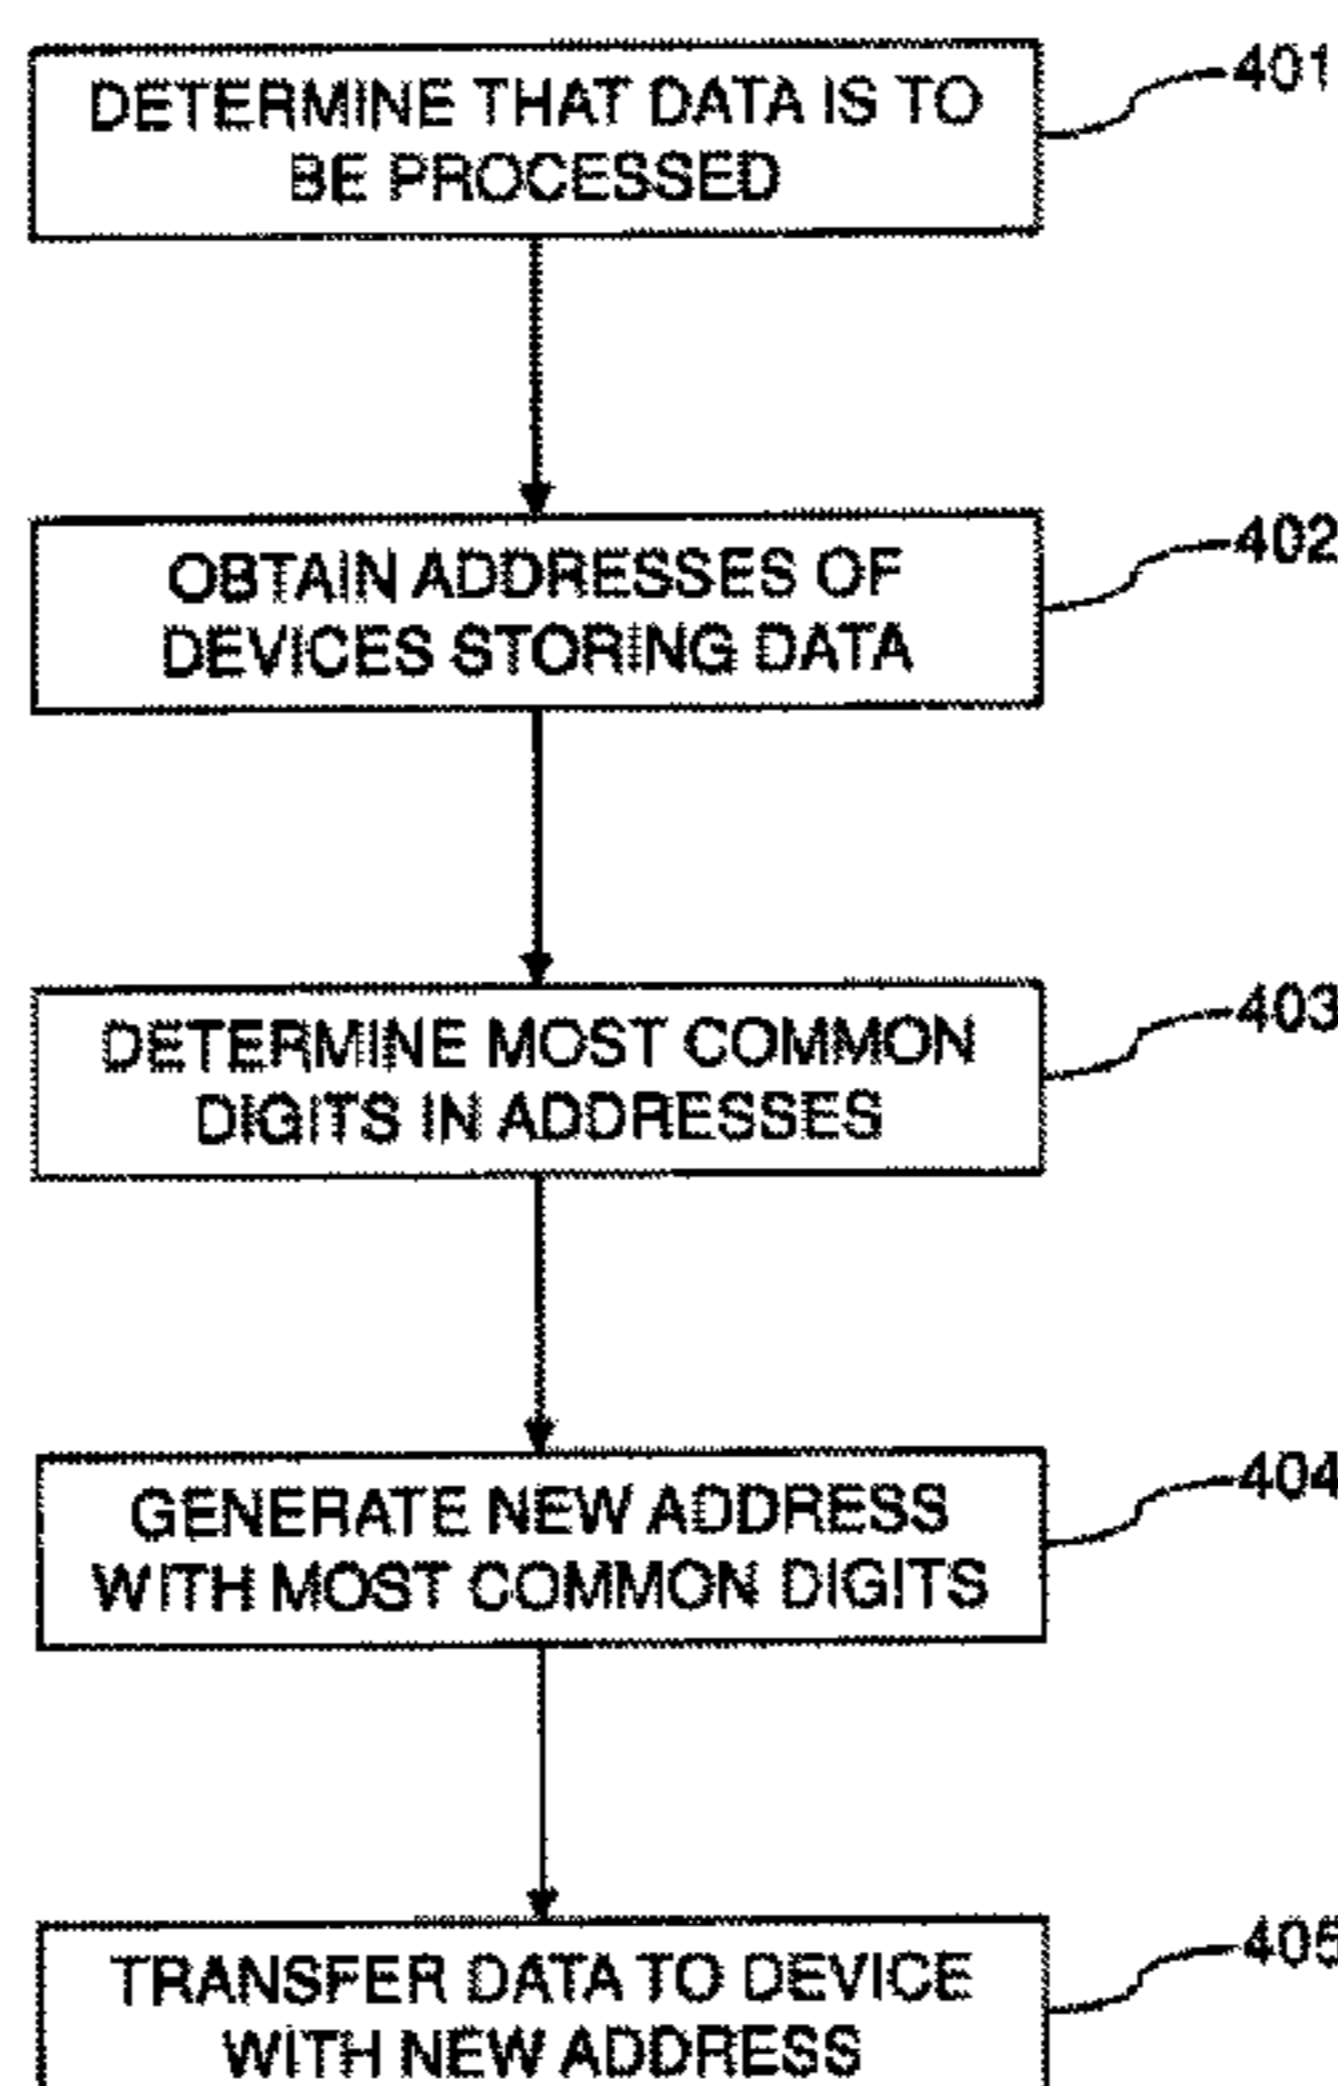 DETERMINE THAT DATA IS TO
BE PROCESSED
401
OBTAIN ADDRESSES OF
DEVICES STORING DATA
402
DETERMINE MOST COMMON
DIGITS IN ADDRESSES
403
GENERATE NEW ADDRESS
WITH MOST COMMON DIGITS
404
TRANSFER DATA TO DEVICE
WITH NEW ADDRESS
405